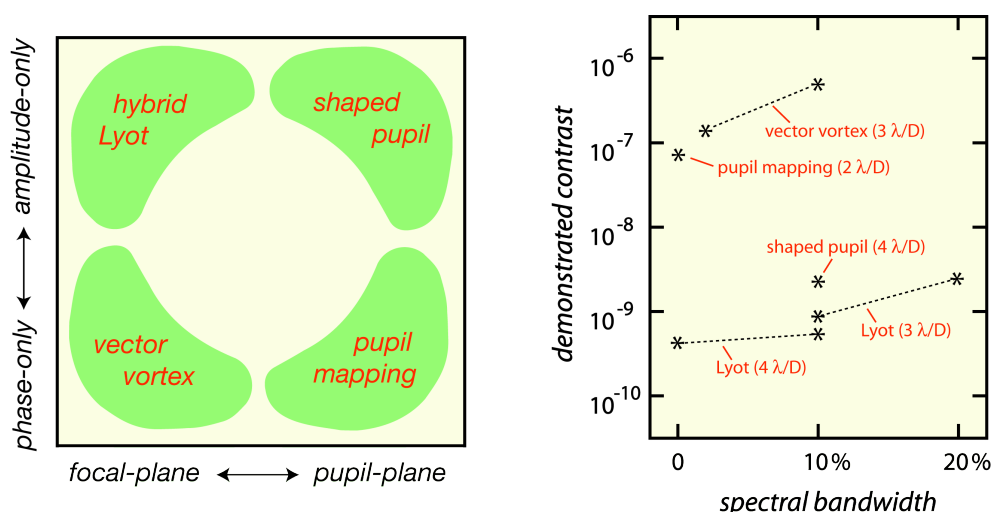 amplitude-only
phase-only
hybrid
Lyot
shaped
pupil
vector
vortex
pupil
mapping
focal-plane
pupil-plane
demonstrated contrast
10-6
10-7
10-8
10-9
10-10
vector vortex (3 λ/D)
pupil mapping (2 λ/D)
shaped pupil (4 λ/D)
Lyot (3 λ/D)
Lyot (4 λ/D)
0
10%
20%
spectral bandwidth